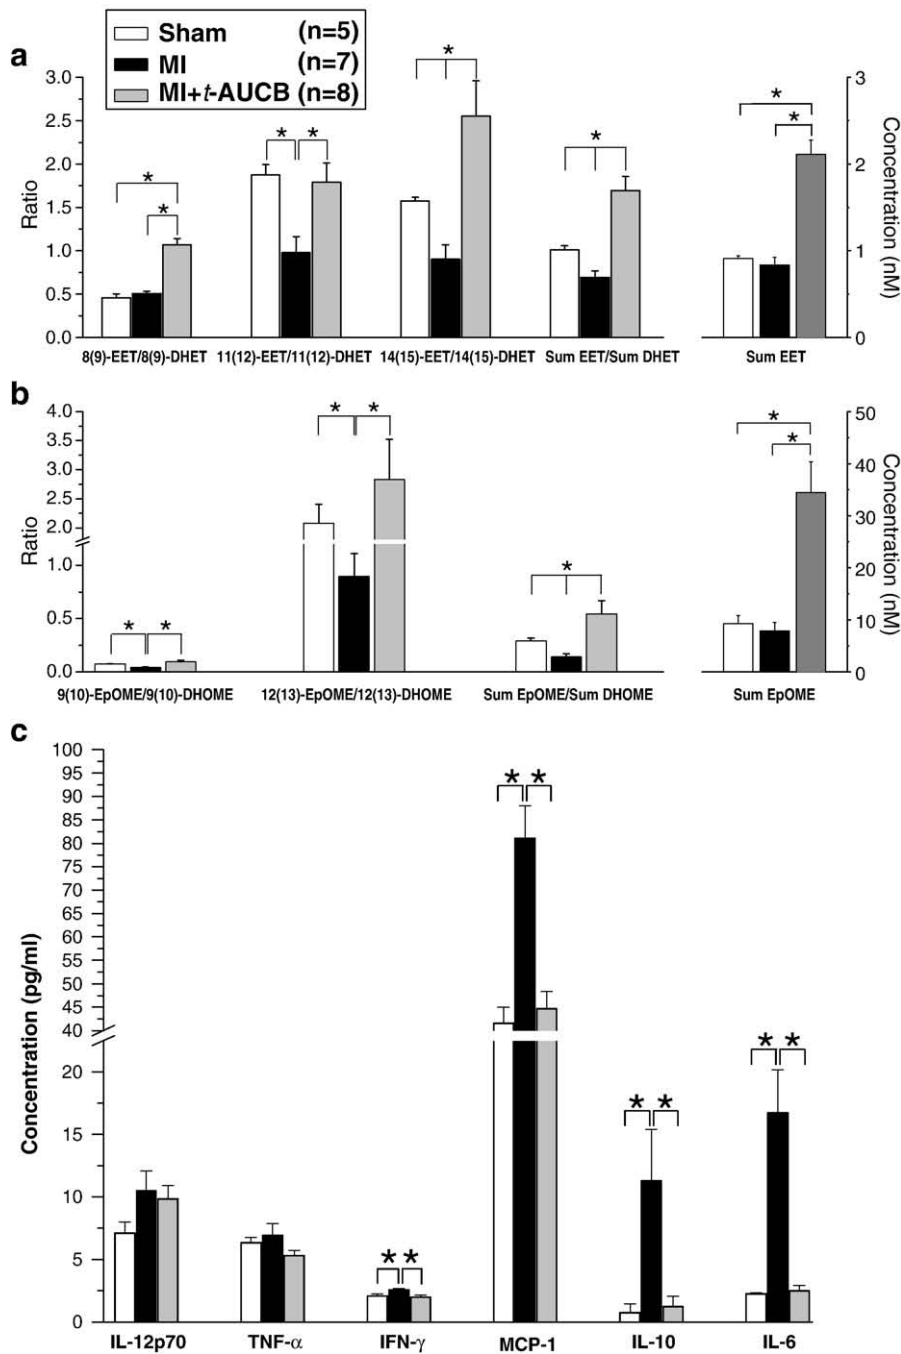 Sham (n=5)
MI (n=7)
MI+t-AUCB (n=8)
a
3.0
2.5
2.0
1.5
1.0
0.5
0.0
Ratio
* * * * * * * *
3
2
1
0
Concentration (nM)
8(9)-EET/8(9)-DHET 11(12)-EET/11(12)-DHET 14(15)-EET/14(15)-DHET Sum EET/Sum DHET Sum EET
b
4.0
3.5
3.0
2.5
2.0
1.0
0.5
0.0
Ratio
* * * * * * *
50
40
30
20
10
0
Concentration (nM)
9(10)-EpOME/9(10)-DHOME 12(13)-EpOME/12(13)-DHOME Sum EpOME/Sum DHOME Sum EpOME
c
100
95
90
85
80
75
70
65
60
55
50
45
40
20
15
10
5
0
Concentration (pg/ml)
* * * * * * * *
IL-12p70 TNF-α IFN-γ MCP-1 IL-10 IL-6